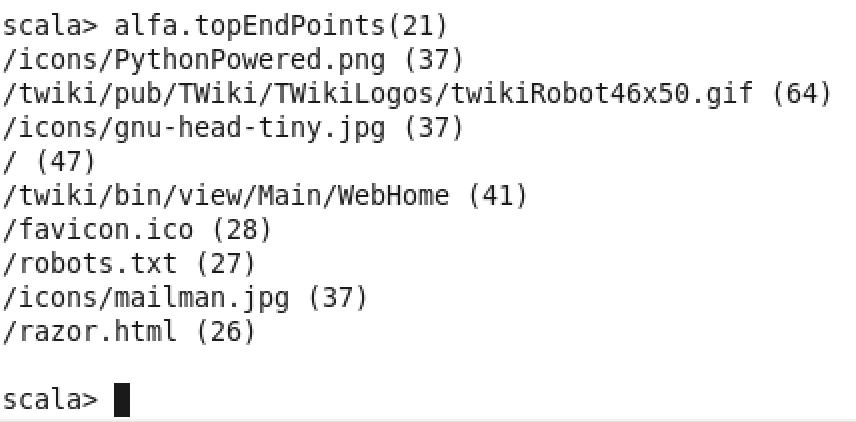 scala> alfa.topEndPoints(21)
/icons/PythonPowered.png (37)
/twiki/pub/TWiki/TWikiLogos/twikiRobot46x50.gif (64)
/icons/gnu-head-tiny.jpg (37)
/ (47)
/twiki/bin/view/Main/WebHome (41)
/favicon.ico (28)
/robots.txt (27)
/icons/mailman.jpg (37)
/razor.html (26)
scala>